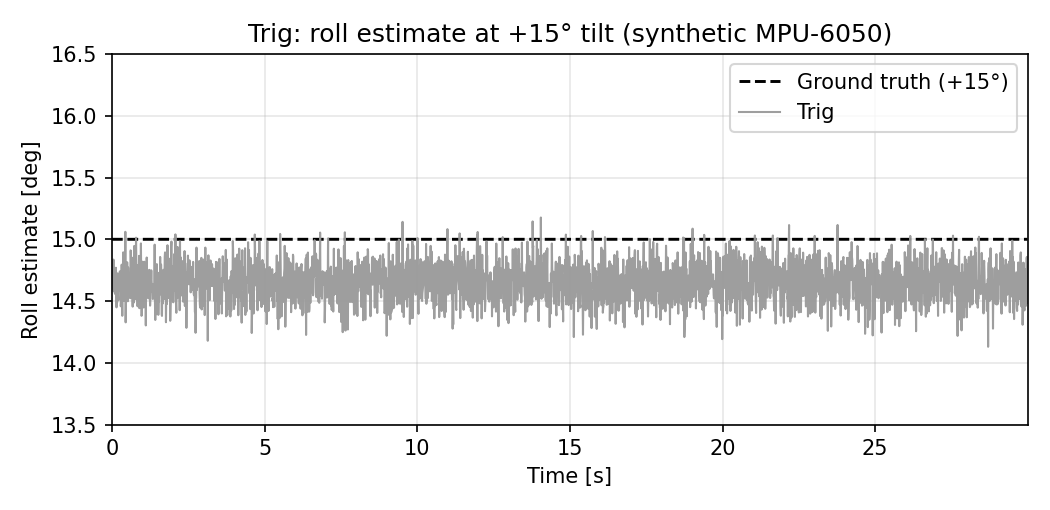 Trig: roll estimate at +15° tilt (synthetic MPU-6050)
16.5
16.0
15.5
15.0
14.5
14.0
13.5
Roll estimate [deg]
Ground truth (+15°)
Trig
0
5
10
15
20
25
Time [s]